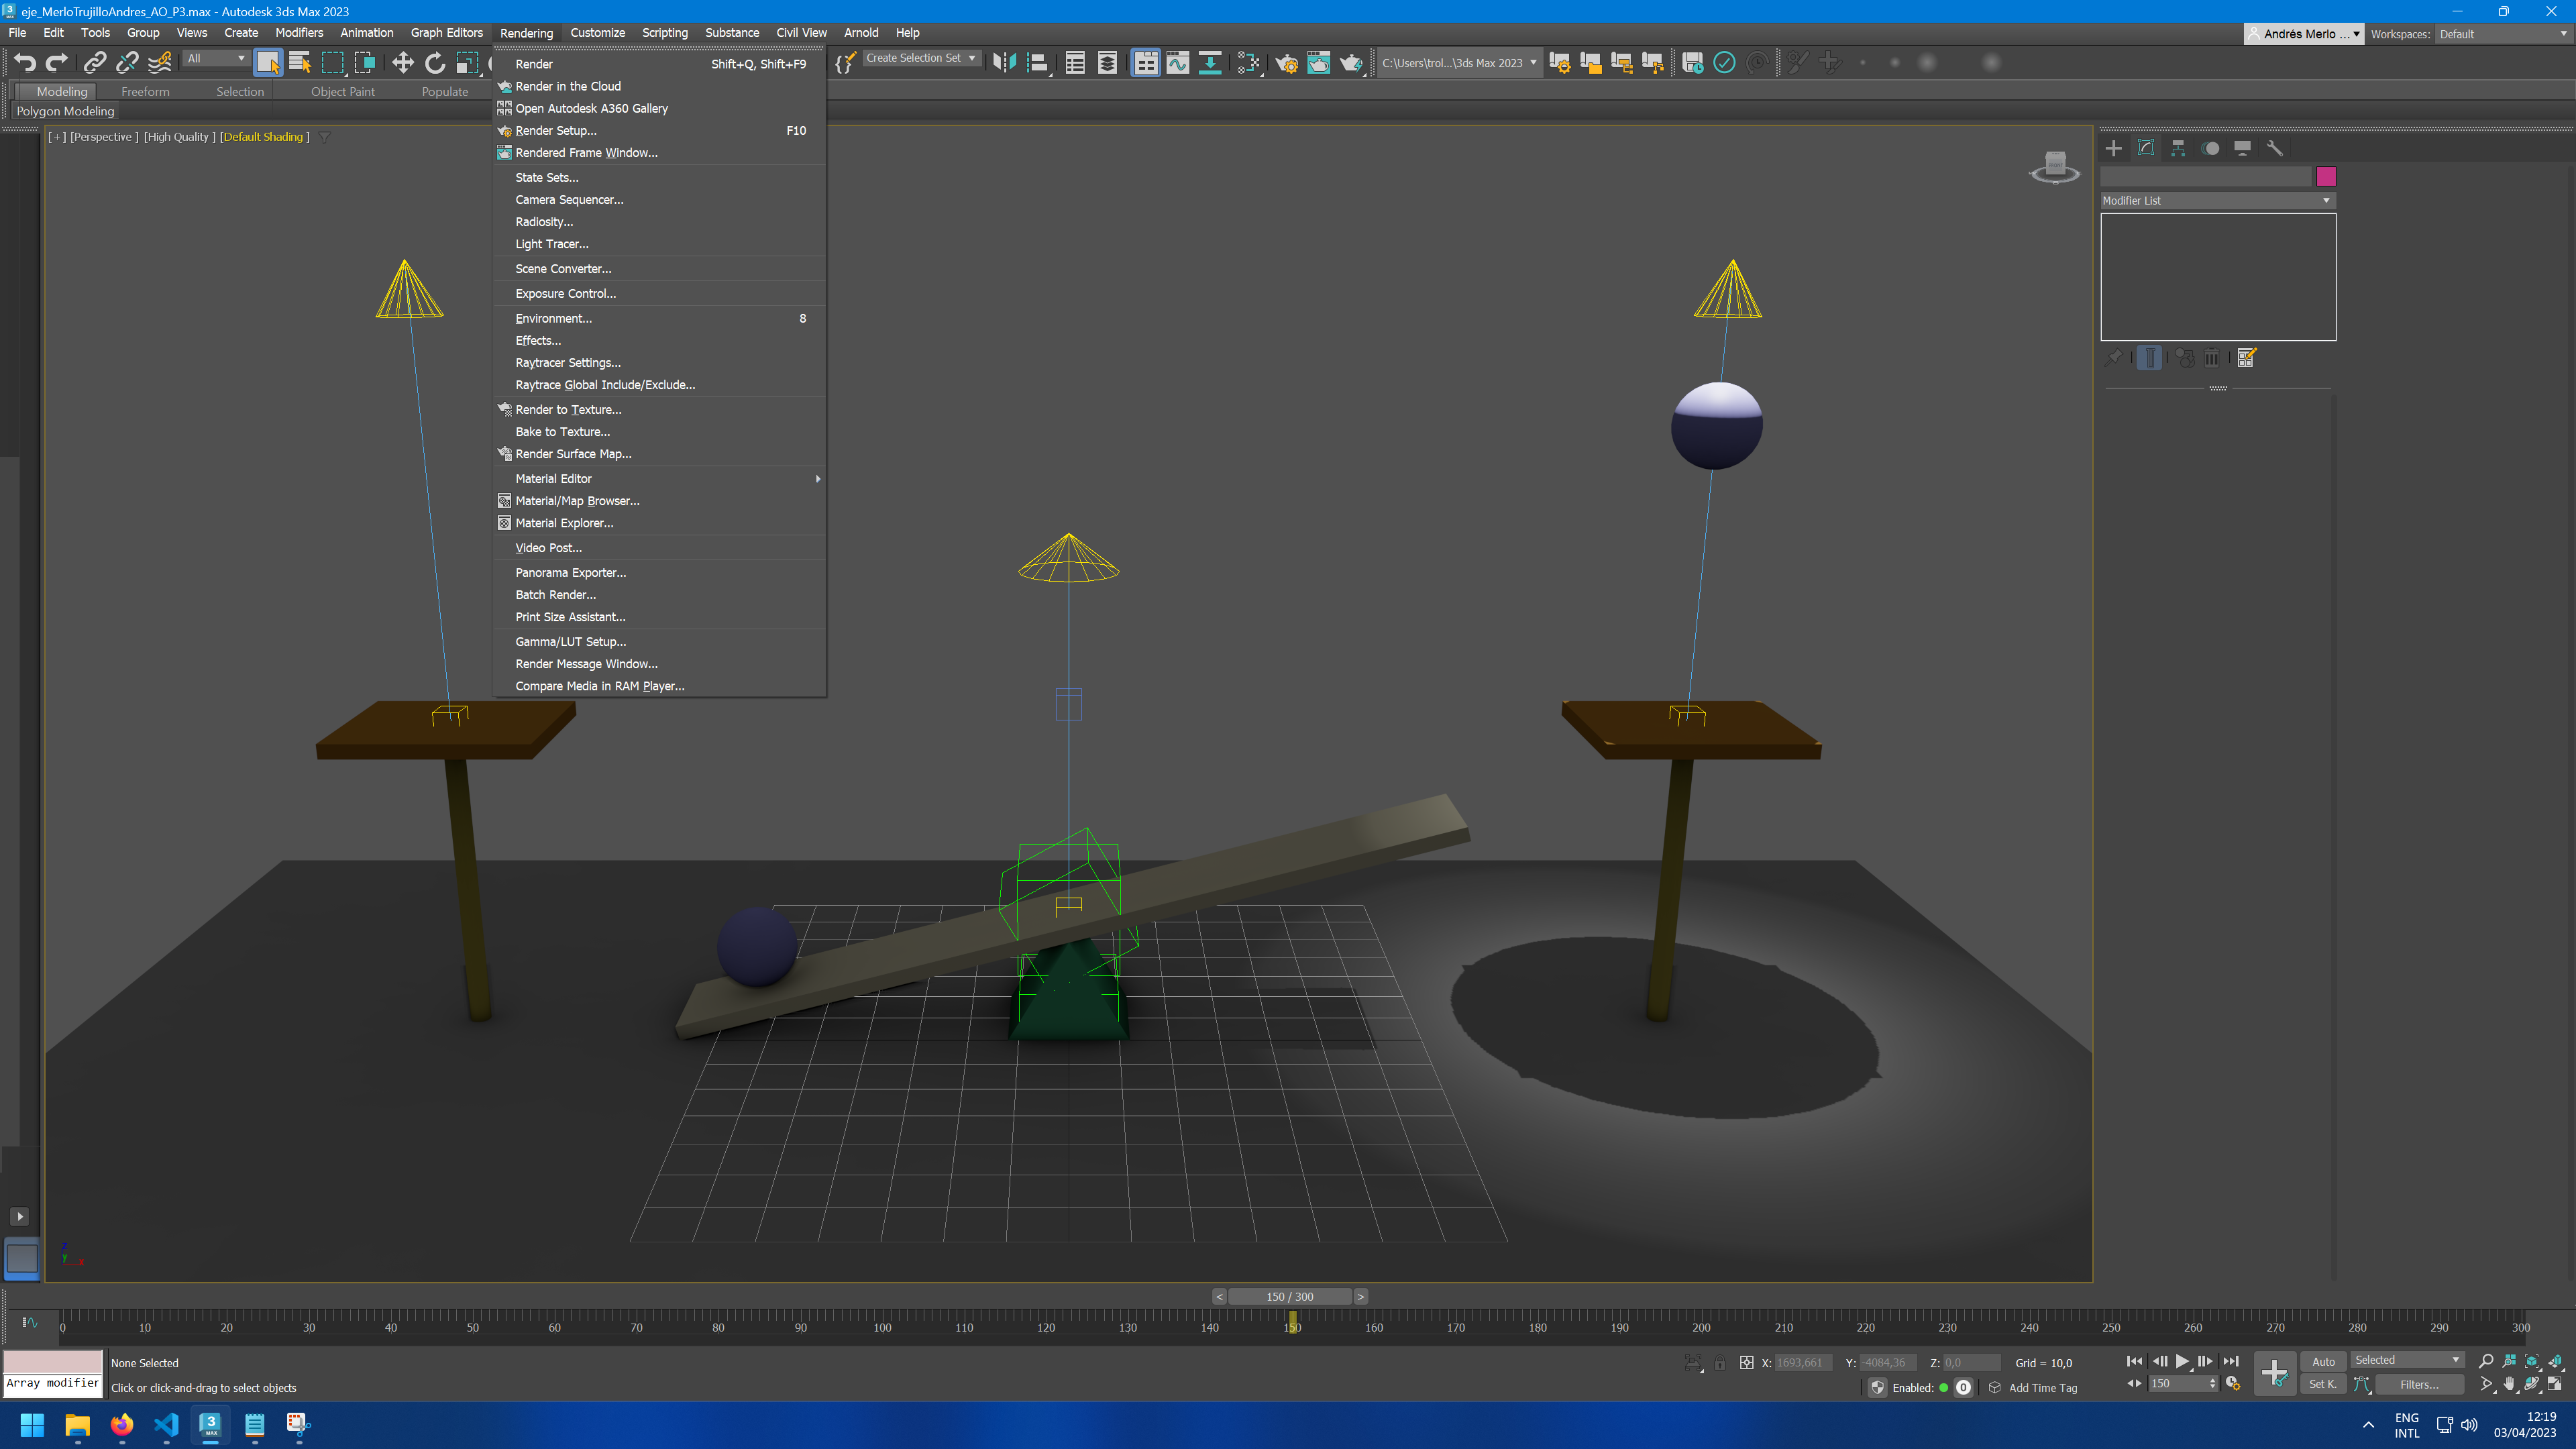 eje_MerloTrujilloAndres_AO_P3.max - Autodesk 3ds Max 2023
File Edit Tools Group Views Create Modifiers Animation Graph Editors Rendering Customize Scripting Substance Civil View Arnold Help
Andrés Merlo ... Workspaces: Default
All Create Selection Set C:\Users\trol...\3ds Max 2023
Modeling Freeform Selection Object Paint Populate
Polygon Modeling
[+] [Perspective ] [High Quality ] [Default Shading ]
Render Shift+Q, Shift+F9
Render in the Cloud
Open Autodesk A360 Gallery
Render Setup... F10
Rendered Frame Window...
State Sets...
Camera Sequencer...
Radiosity...
Light Tracer...
Scene Converter...
Exposure Control...
Environment... 8
Effects...
Raytracer Settings...
Raytrace Global Include/Exclude...
Render to Texture...
Bake to Texture...
Render Surface Map...
Material Editor
Material/Map Browser...
Material Explorer...
Video Post...
Panorama Exporter...
Batch Render...
Print Size Assistant...
Gamma/LUT Setup...
Render Message Window...
Compare Media in RAM Player...
Modifier List
z
y
x
< 150 / 300 >
0 10 20 30 40 50 60 70 80 90 100 110 120 130 140 150 160 170 180 190 200 210 220 230 240 250 260 270 280 290 300
Array modifier
None Selected
Click or click-and-drag to select objects
X: 1693,661 Y: -4084,36 Z: 0,0 Grid = 10,0
Enabled: 0 Add Time Tag
150
Auto Selected
Set K. Filters...
3
MAX
ENG
INTL
12:19
03/04/2023